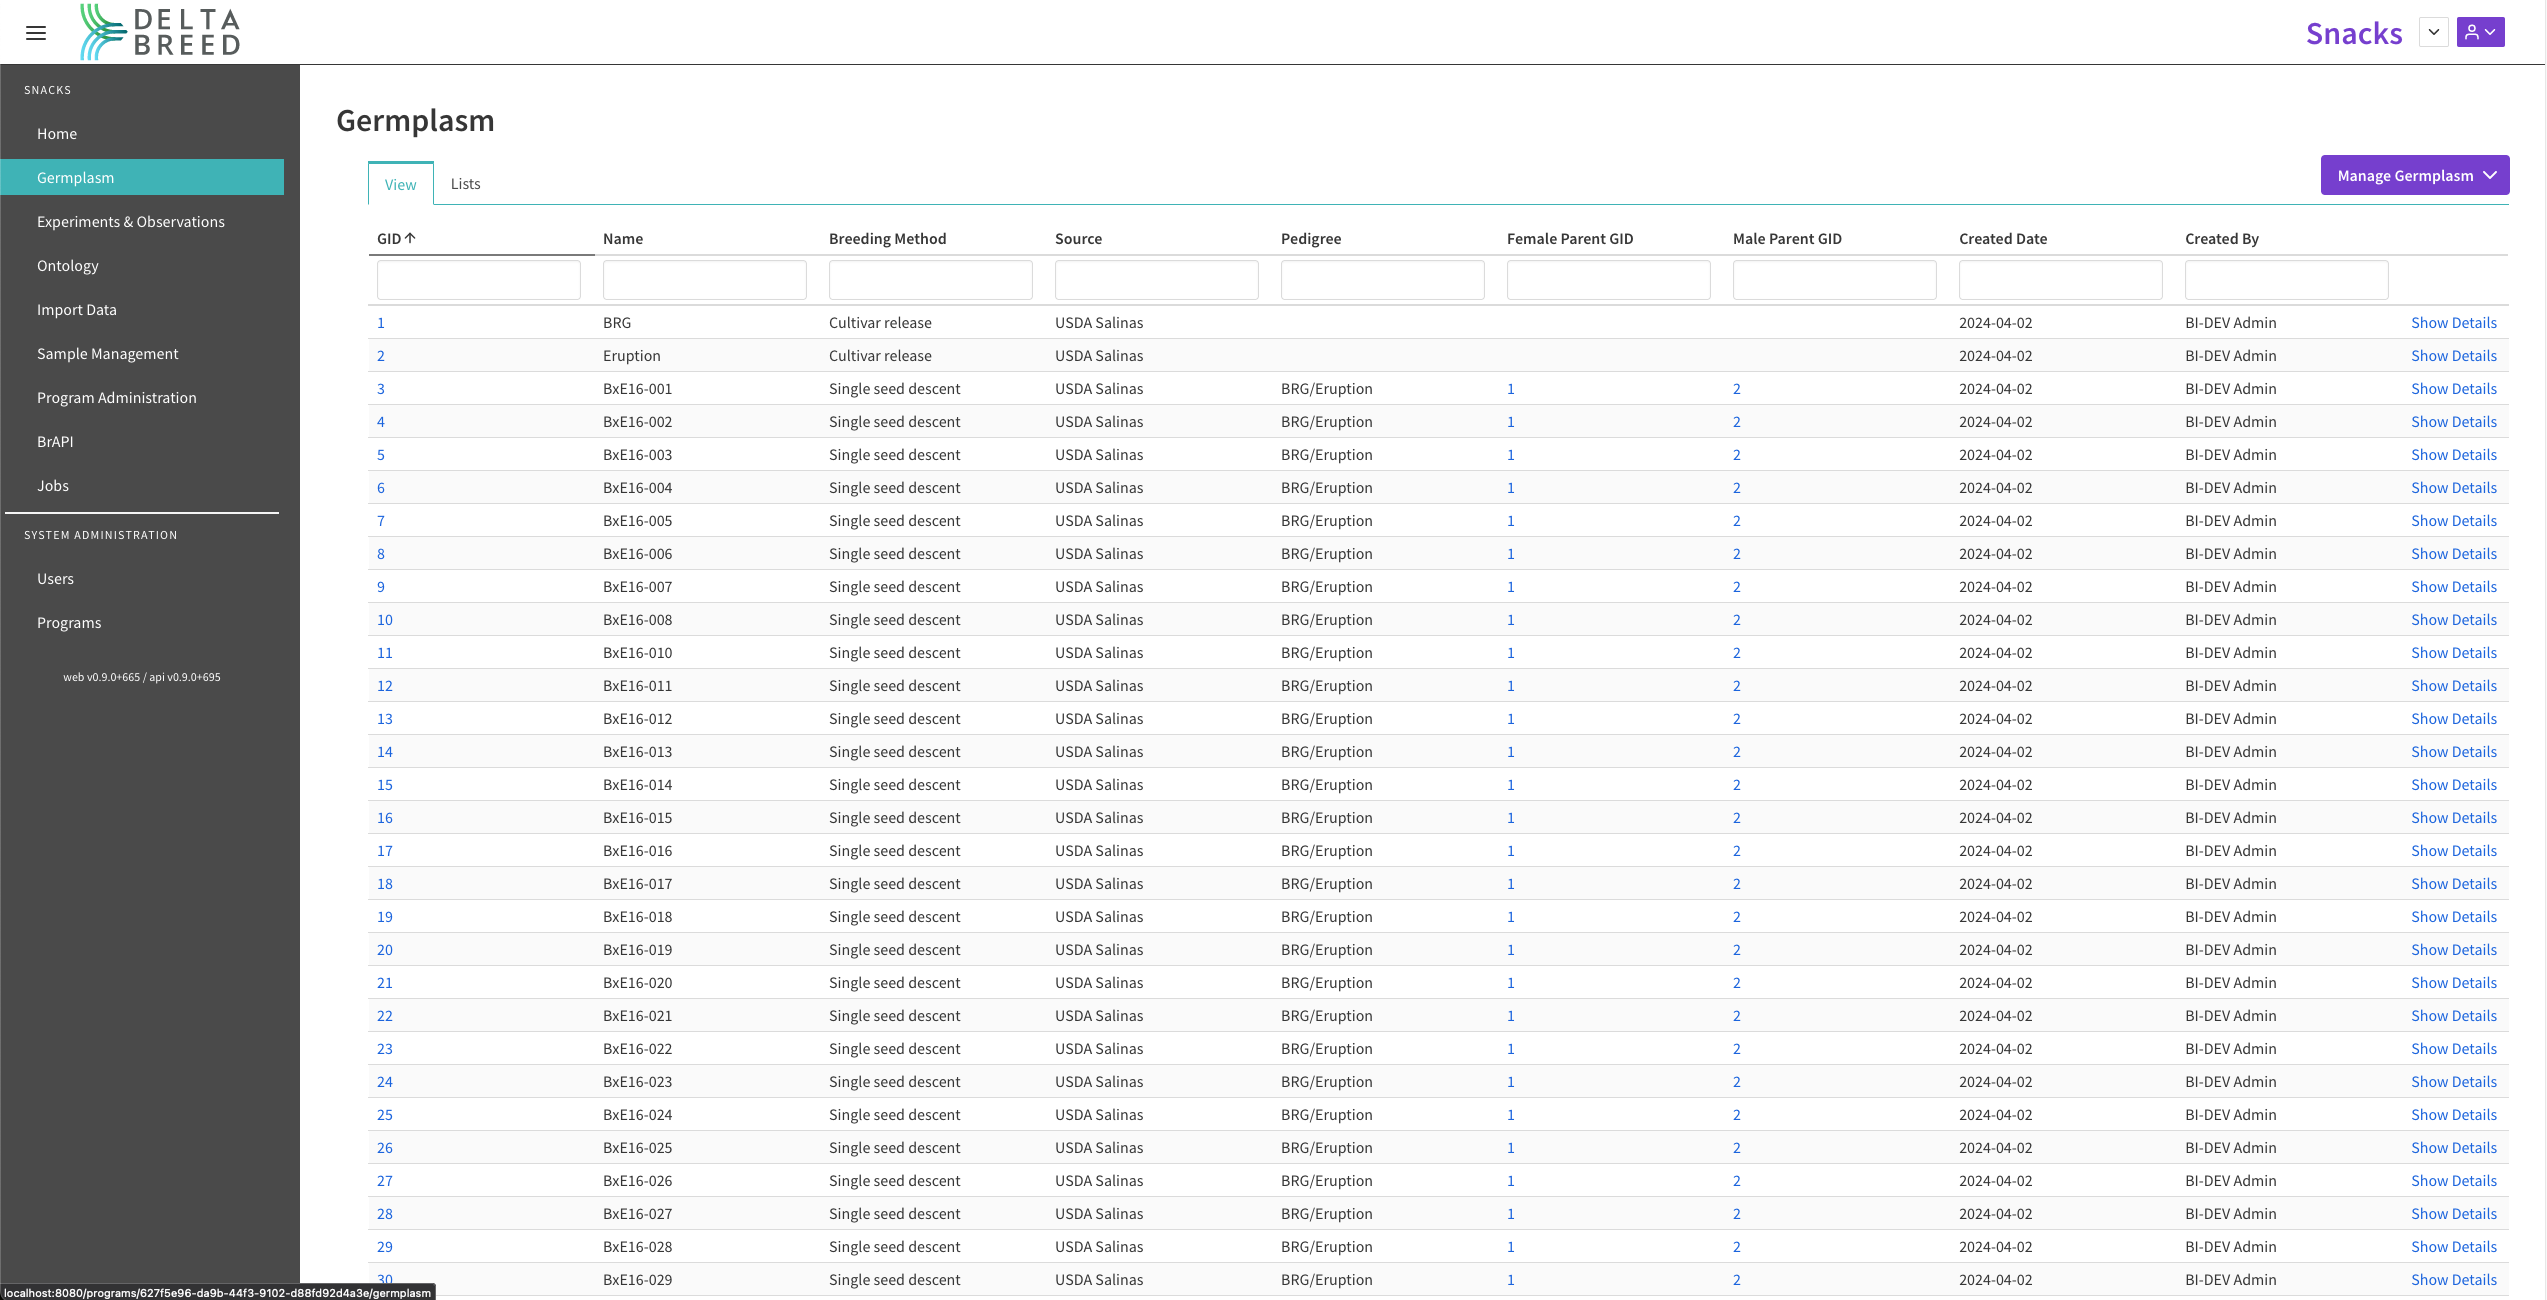 DELTA BREED
Snacks
SNACKS
Home
Germplasm
Experiments & Observations
Ontology
Import Data
Sample Management
Program Administration
BrAPI
Jobs
SYSTEM ADMINISTRATION
Users
Programs
web v0.9.0+665 / api v0.9.0+695
Germplasm
View Lists
Manage Germplasm
GID Name Breeding Method Source Pedigree Female Parent GID Male Parent GID Created Date Created By
1 BRG Cultivar release USDA Salinas 2024-04-02 BI-DEV Admin Show Details
2 Eruption Cultivar release USDA Salinas 2024-04-02 BI-DEV Admin Show Details
3 BxE16-001 Single seed descent USDA Salinas BRG/Eruption 1 2 2024-04-02 BI-DEV Admin Show Details
4 BxE16-002 Single seed descent USDA Salinas BRG/Eruption 1 2 2024-04-02 BI-DEV Admin Show Details
5 BxE16-003 Single seed descent USDA Salinas BRG/Eruption 1 2 2024-04-02 BI-DEV Admin Show Details
6 BxE16-004 Single seed descent USDA Salinas BRG/Eruption 1 2 2024-04-02 BI-DEV Admin Show Details
7 BxE16-005 Single seed descent USDA Salinas BRG/Eruption 1 2 2024-04-02 BI-DEV Admin Show Details
8 BxE16-006 Single seed descent USDA Salinas BRG/Eruption 1 2 2024-04-02 BI-DEV Admin Show Details
9 BxE16-007 Single seed descent USDA Salinas BRG/Eruption 1 2 2024-04-02 BI-DEV Admin Show Details
10 BxE16-008 Single seed descent USDA Salinas BRG/Eruption 1 2 2024-04-02 BI-DEV Admin Show Details
11 BxE16-010 Single seed descent USDA Salinas BRG/Eruption 1 2 2024-04-02 BI-DEV Admin Show Details
12 BxE16-011 Single seed descent USDA Salinas BRG/Eruption 1 2 2024-04-02 BI-DEV Admin Show Details
13 BxE16-012 Single seed descent USDA Salinas BRG/Eruption 1 2 2024-04-02 BI-DEV Admin Show Details
14 BxE16-013 Single seed descent USDA Salinas BRG/Eruption 1 2 2024-04-02 BI-DEV Admin Show Details
15 BxE16-014 Single seed descent USDA Salinas BRG/Eruption 1 2 2024-04-02 BI-DEV Admin Show Details
16 BxE16-015 Single seed descent USDA Salinas BRG/Eruption 1 2 2024-04-02 BI-DEV Admin Show Details
17 BxE16-016 Single seed descent USDA Salinas BRG/Eruption 1 2 2024-04-02 BI-DEV Admin Show Details
18 BxE16-017 Single seed descent USDA Salinas BRG/Eruption 1 2 2024-04-02 BI-DEV Admin Show Details
19 BxE16-018 Single seed descent USDA Salinas BRG/Eruption 1 2 2024-04-02 BI-DEV Admin Show Details
20 BxE16-019 Single seed descent USDA Salinas BRG/Eruption 1 2 2024-04-02 BI-DEV Admin Show Details
21 BxE16-020 Single seed descent USDA Salinas BRG/Eruption 1 2 2024-04-02 BI-DEV Admin Show Details
22 BxE16-021 Single seed descent USDA Salinas BRG/Eruption 1 2 2024-04-02 BI-DEV Admin Show Details
23 BxE16-022 Single seed descent USDA Salinas BRG/Eruption 1 2 2024-04-02 BI-DEV Admin Show Details
24 BxE16-023 Single seed descent USDA Salinas BRG/Eruption 1 2 2024-04-02 BI-DEV Admin Show Details
25 BxE16-024 Single seed descent USDA Salinas BRG/Eruption 1 2 2024-04-02 BI-DEV Admin Show Details
26 BxE16-025 Single seed descent USDA Salinas BRG/Eruption 1 2 2024-04-02 BI-DEV Admin Show Details
27 BxE16-026 Single seed descent USDA Salinas BRG/Eruption 1 2 2024-04-02 BI-DEV Admin Show Details
28 BxE16-027 Single seed descent USDA Salinas BRG/Eruption 1 2 2024-04-02 BI-DEV Admin Show Details
29 BxE16-028 Single seed descent USDA Salinas BRG/Eruption 1 2 2024-04-02 BI-DEV Admin Show Details
30 BxE16-029 Single seed descent USDA Salinas BRG/Eruption 1 2 2024-04-02 BI-DEV Admin Show Details
localhost:8080/programs/627f5e96-da9b-44f3-9102-d88fd92d4a3e/germplasm